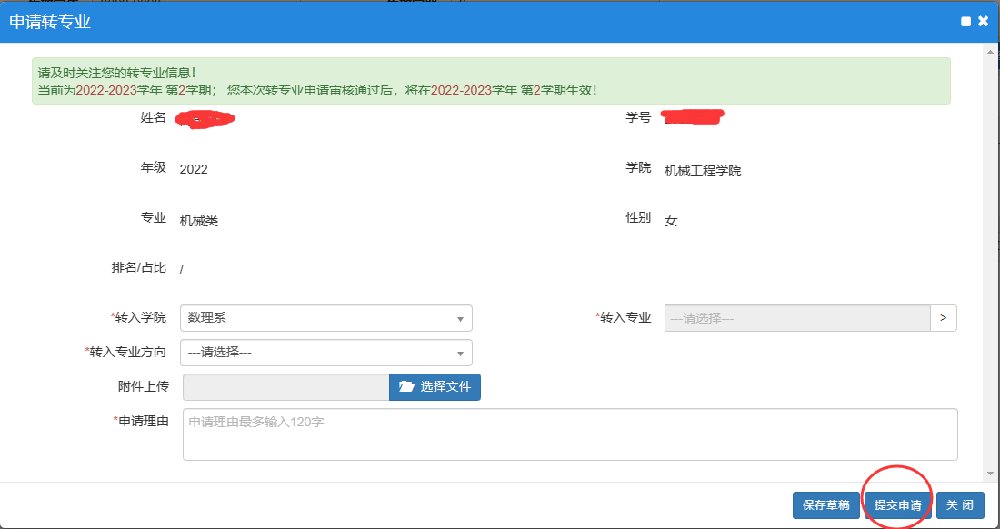 申请转专业
请及时关注您的转专业信息!
当前为2022-2023学年 第2学期； 您本次转专业申请审核通过后，将在2022-2023学年 第2学期生效!
姓名
学号
年级 2022
学院 机械工程学院
专业 机械类
性别 女
排名/占比 /
*转入学院 数理系
*转入专业 ---请选择--- >
*转入专业方向 ---请选择---
附件上传 选择文件
*申请理由 申请理由最多输入120字
保存草稿 提交申请 关 闭